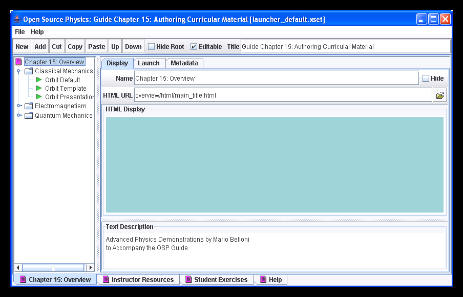 Open Source Physics: Guide Chapter 15: Authoring Curricular Material [launcher_default.xset]
File Help
New Add Cut Copy Paste Up Down Hide Root Editable Title Guide Chapter 15: Authoring Curricular Material
Chapter 15: Overview
Classical Mechanics
Orbit Default
Orbit Template
Orbit Presentation
Electromagnetism
Quantum Mechanics
Display Launch Metadata
Name Chapter 15: Overview Hide
HTML URL overview/html/main_title.html
HTML Display
Text Description
Advanced Physics Demonstrations by Mario Belloni
to Accompany the OSP Guide
Chapter 15: Overview Instructor Resources Student Exercises Help